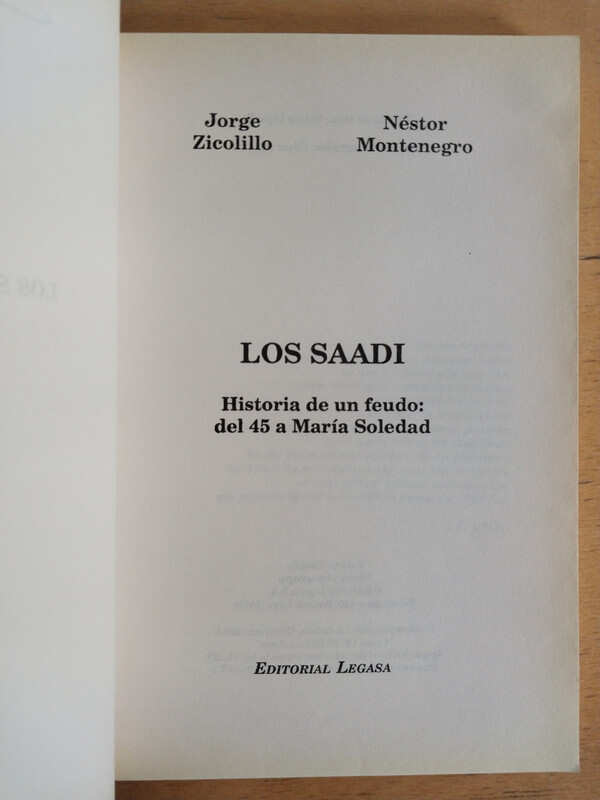 Jorge
Zicolillo
Néstor
Montenegro
LOS SAADI
Historia de un feudo:
del 45 a María Soledad
EDITORIAL LEGASA